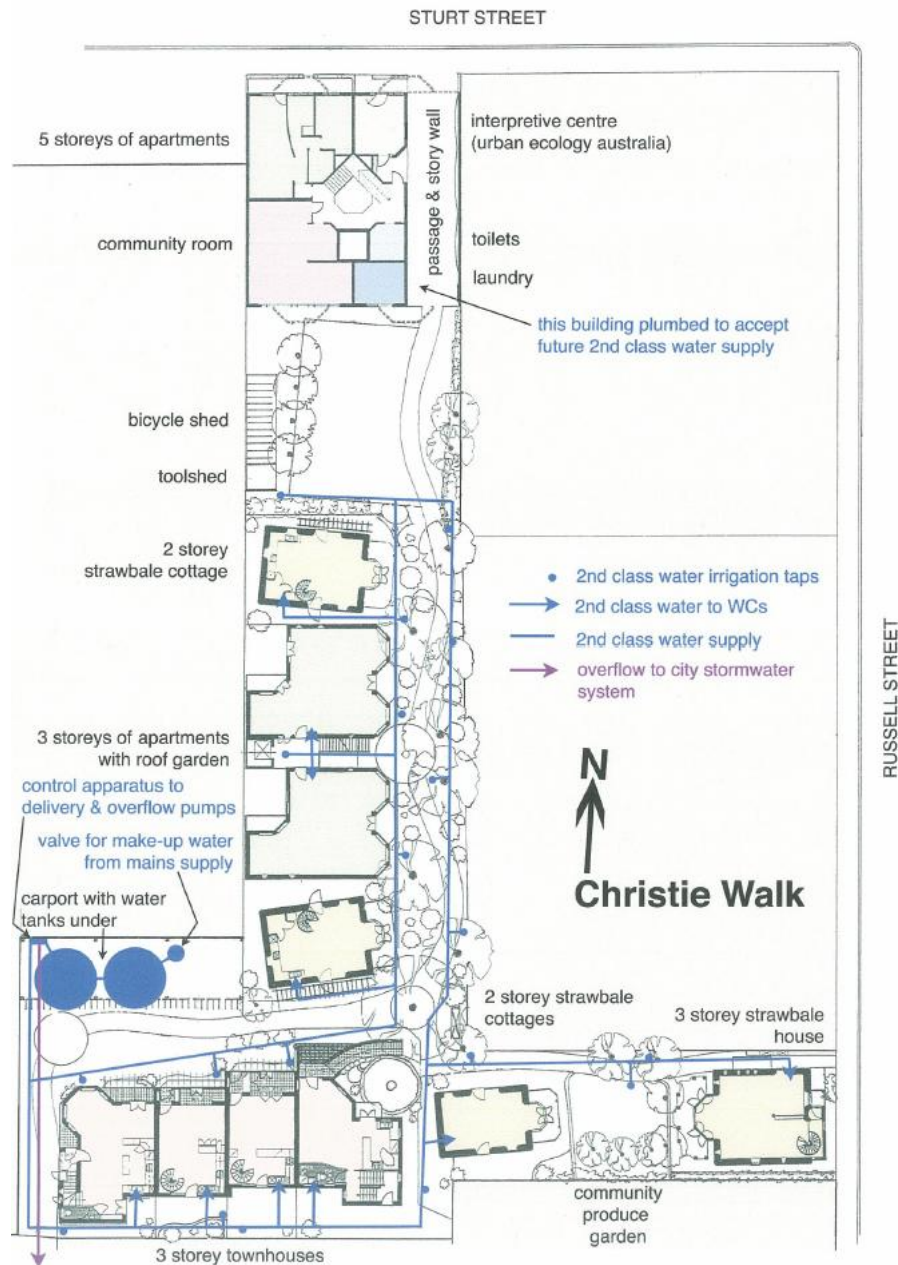 STURT STREET
5 storeys of apartments
interpretive centre
(urban ecology australia)
passage & story wall
community room
toilets
laundry
this building plumbed to accept
future 2nd class water supply
bicycle shed
toolshed
2 storey
strawbale cottage
2nd class water irrigation taps
2nd class water to WCs
2nd class water supply
overflow to city stormwater
system
RUSSELL STREET
3 storeys of apartments
with roof garden
control apparatus to
delivery & overflow pumps
valve for make-up water
from mains supply
carport with water
tanks under
N
Christie Walk
2 storey strawbale
cottages
3 storey strawbale
house
community
produce
garden
3 storey townhouses